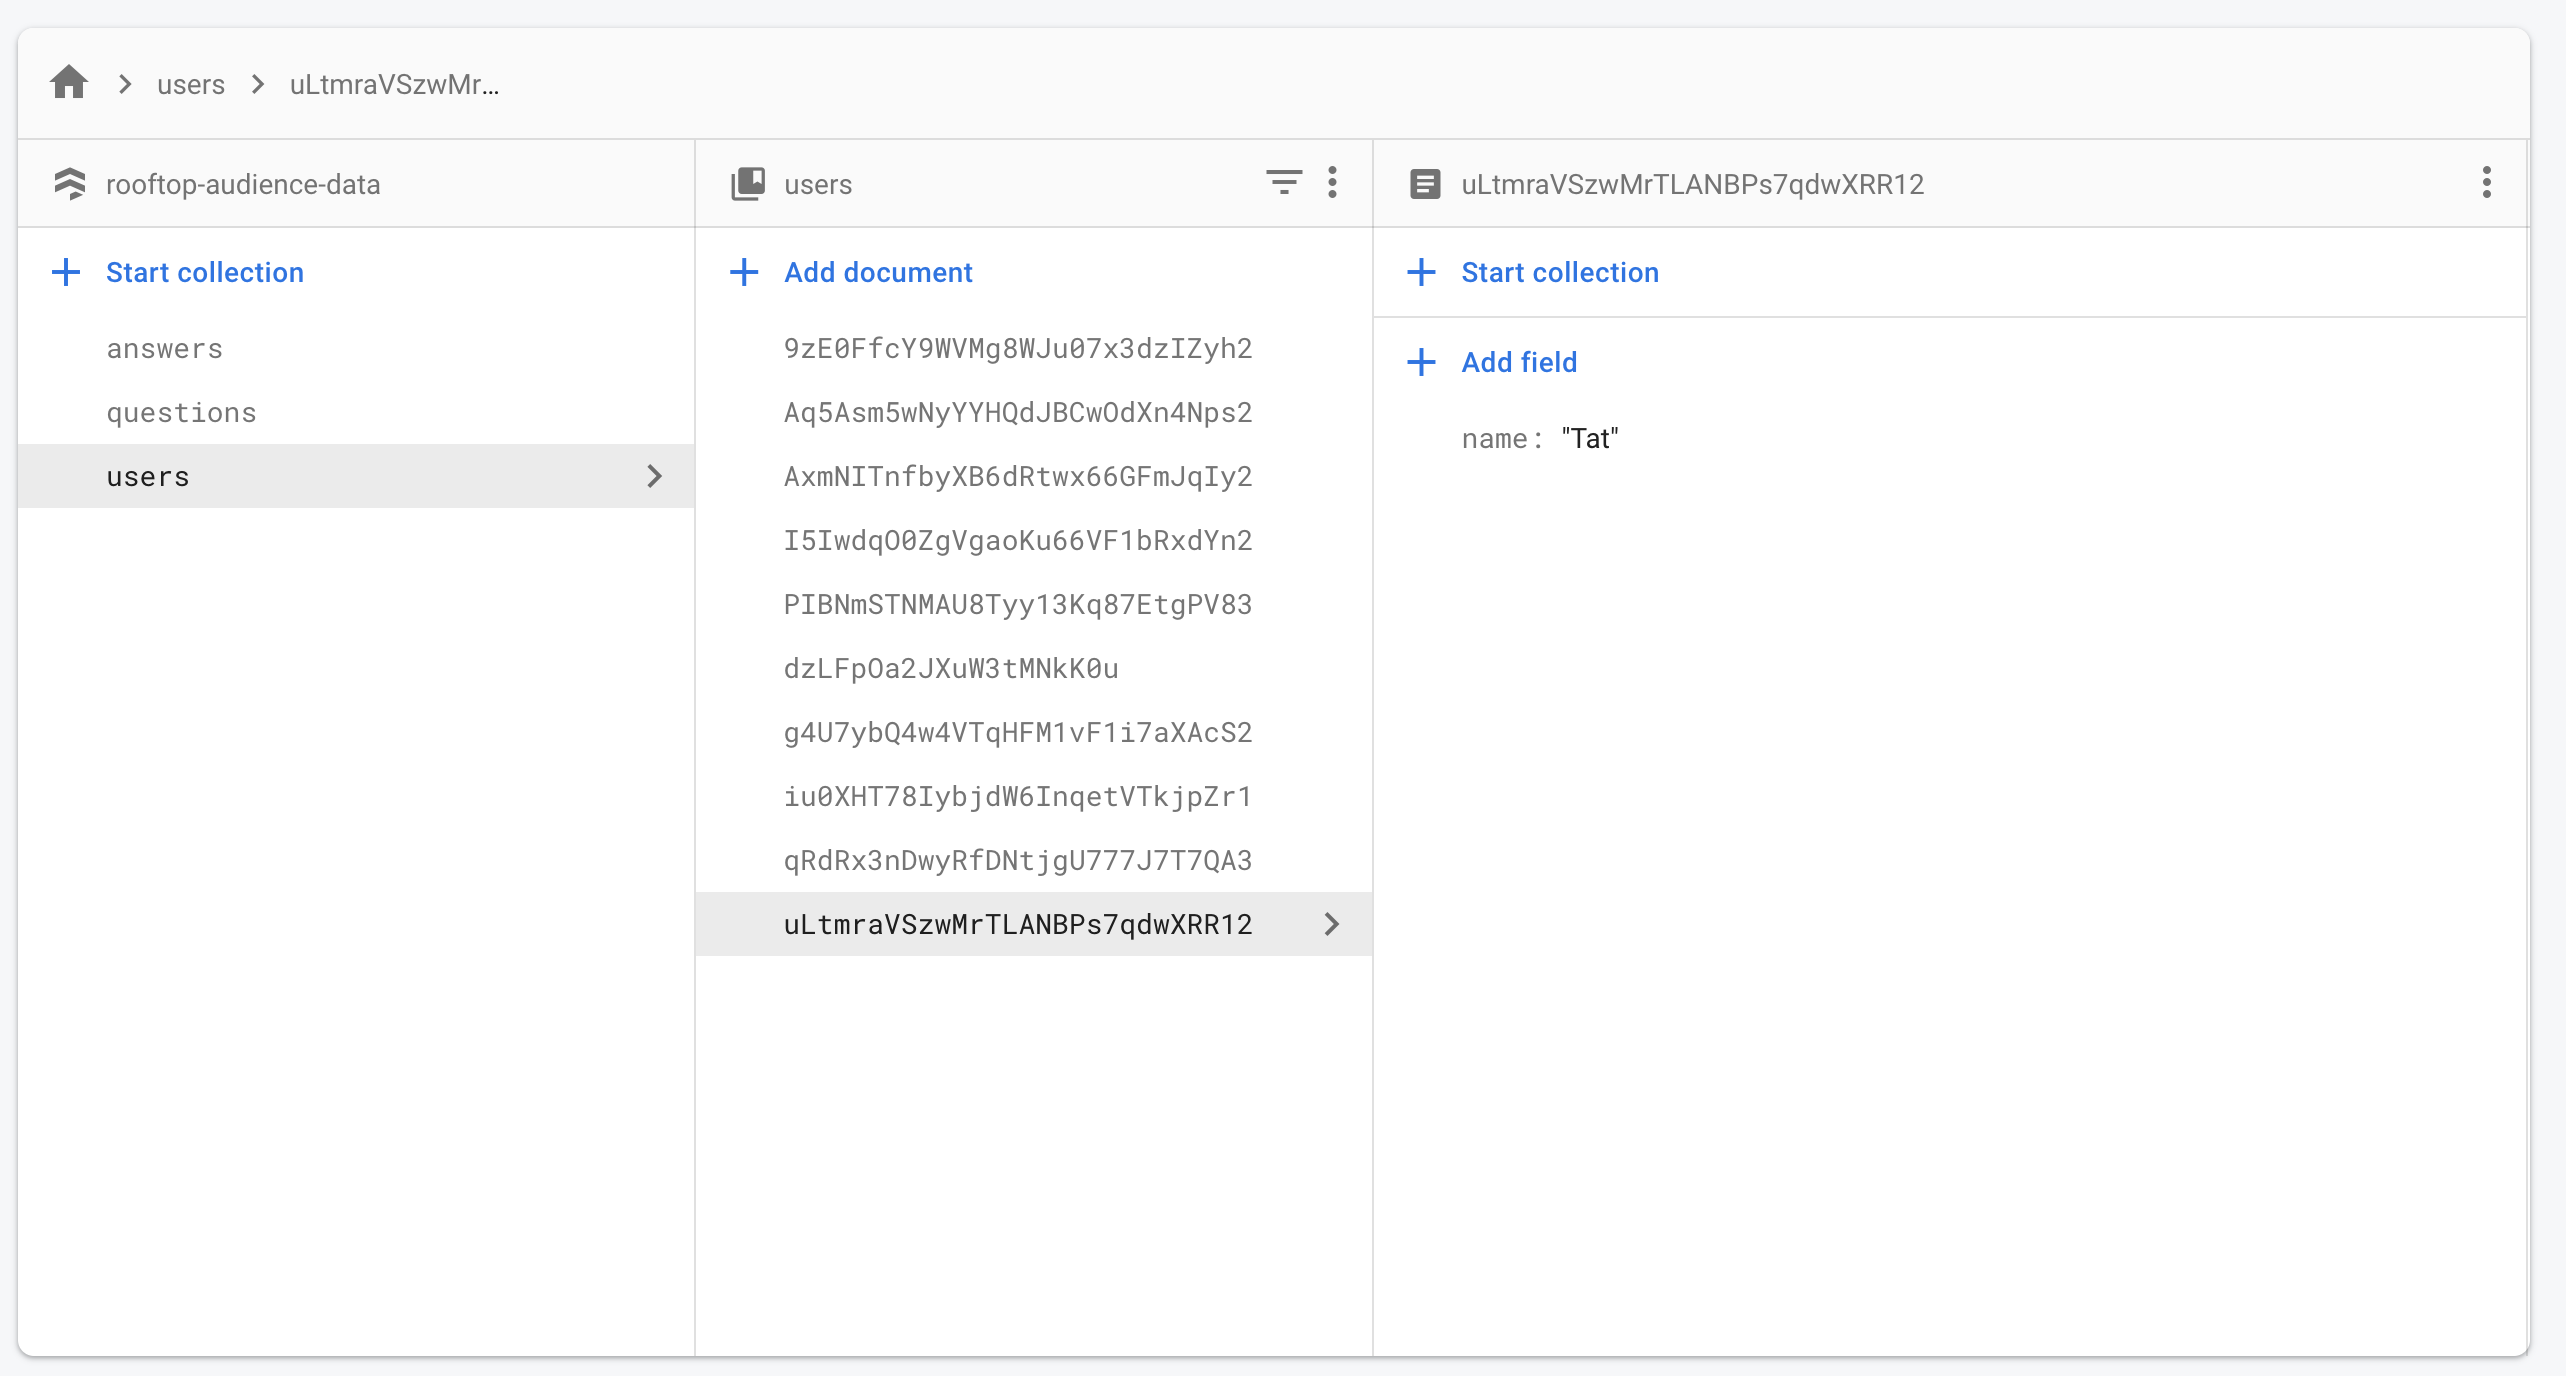 users uLtmraVSzwMr...
rooftop-audience-data
Start collection
answers
questions
users
users
Add document
9zE0FfcY9WVMg8WJu07x3dzIZyh2
Aq5Asm5wNyYYHQdJBCwOdXn4Nps2
AxmNITnfbyXB6dRtwx66GFmJqIy2
I5IwdqO0ZgVgaoKu66VF1bRxdYn2
PIBNmSTNMAU8Tyy13Kq87EtgPV83
dzLFpOa2JXuW3tMNkK0u
g4U7ybQ4w4VTqHFM1vF1i7aXAcS2
iu0XHT78IybjdW6InqetVTkjpZr1
qRdRx3nDwyRfDNtjgU777J7T7QA3
uLtmraVSzwMrTLANBPs7qdwXRR12
uLtmraVSzwMrTLANBPs7qdwXRR12
Start collection
Add field
name: "Tat"